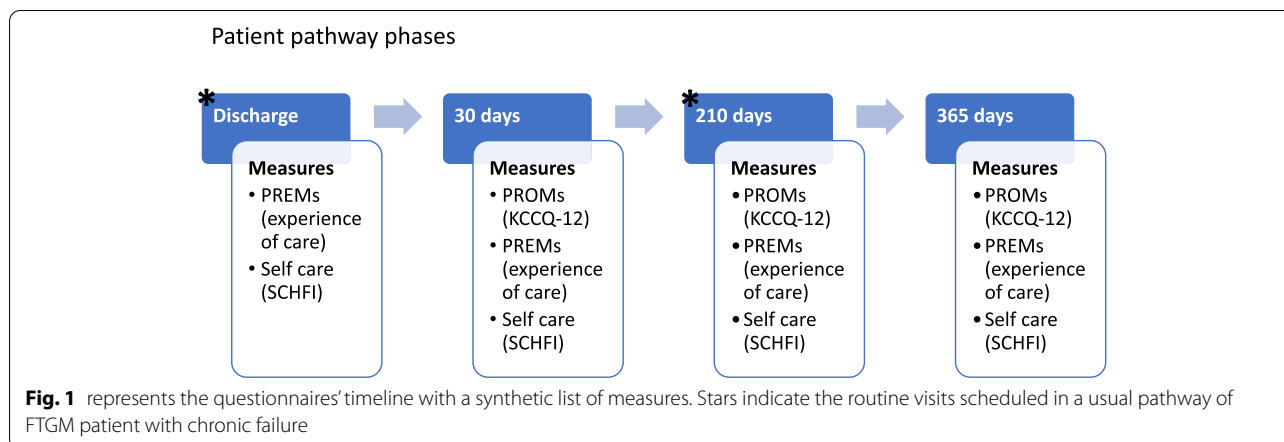 Patient pathway phases
* Discharge
Measures
• PREMs
(experience
of care)
• Self care
(SCHFI)
30 days
Measures
• PROMs
(KCCQ-12)
• PREMs
(experience
of care)
• Self care
(SCHFI)
* 210 days
Measures
• PROMs
(KCCQ-12)
• PREMs
(experience
of care)
• Self care
(SCHFI)
365 days
Measures
• PROMs
(KCCQ-12)
• PREMs
(experience
of care)
• Self care
(SCHFI)
Fig. 1 represents the questionnaires' timeline with a synthetic list of measures. Stars indicate the routine visits scheduled in a usual pathway of
FTGM patient with chronic failure